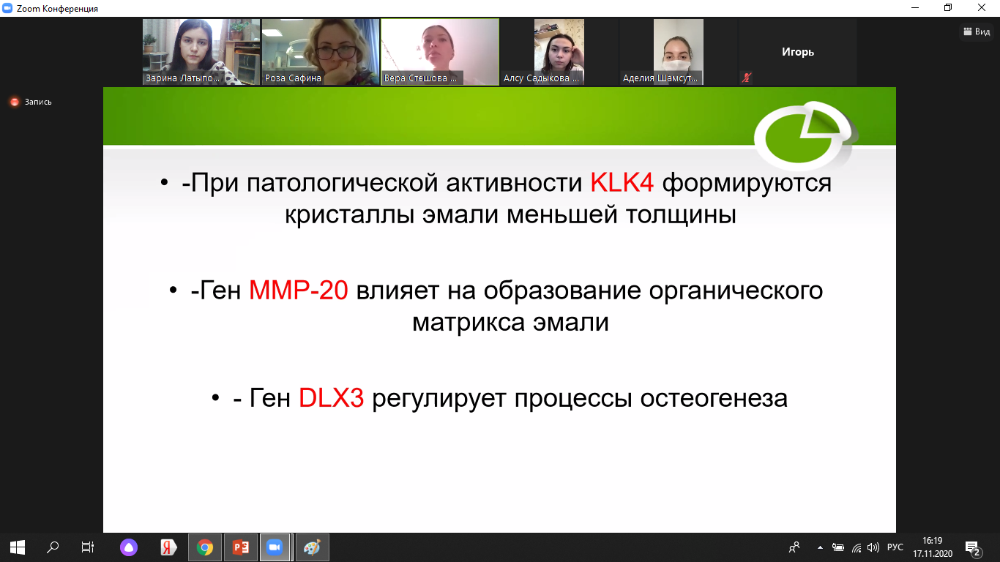 Zoom Конференция
Вид
Зарина Латыпо...
Роза Сафина
Вера Стешова ...
Алсу Садыкова ...
Аделия Шамсут...
Игорь
Запись
• -При патологической активности KLK4 формируются
кристаллы эмали меньшей толщины
• -Ген MMP-20 влияет на образование органического
матрикса эмали
• - Ген DLX3 регулирует процессы остеогенеза
РУС
16:19
17.11.2020
2